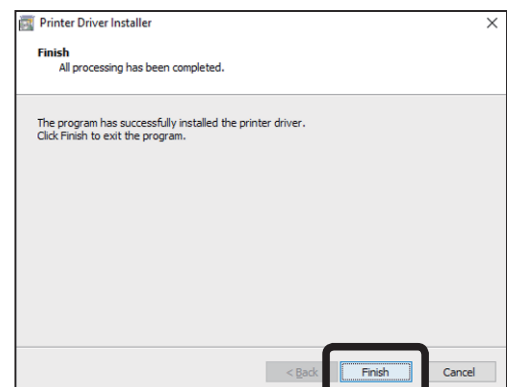 Printer Driver Installer
Finish
All processing has been completed.
The program has successfully installed the printer driver.
Click Finish to exit the program.
< Back
Finish
Cancel